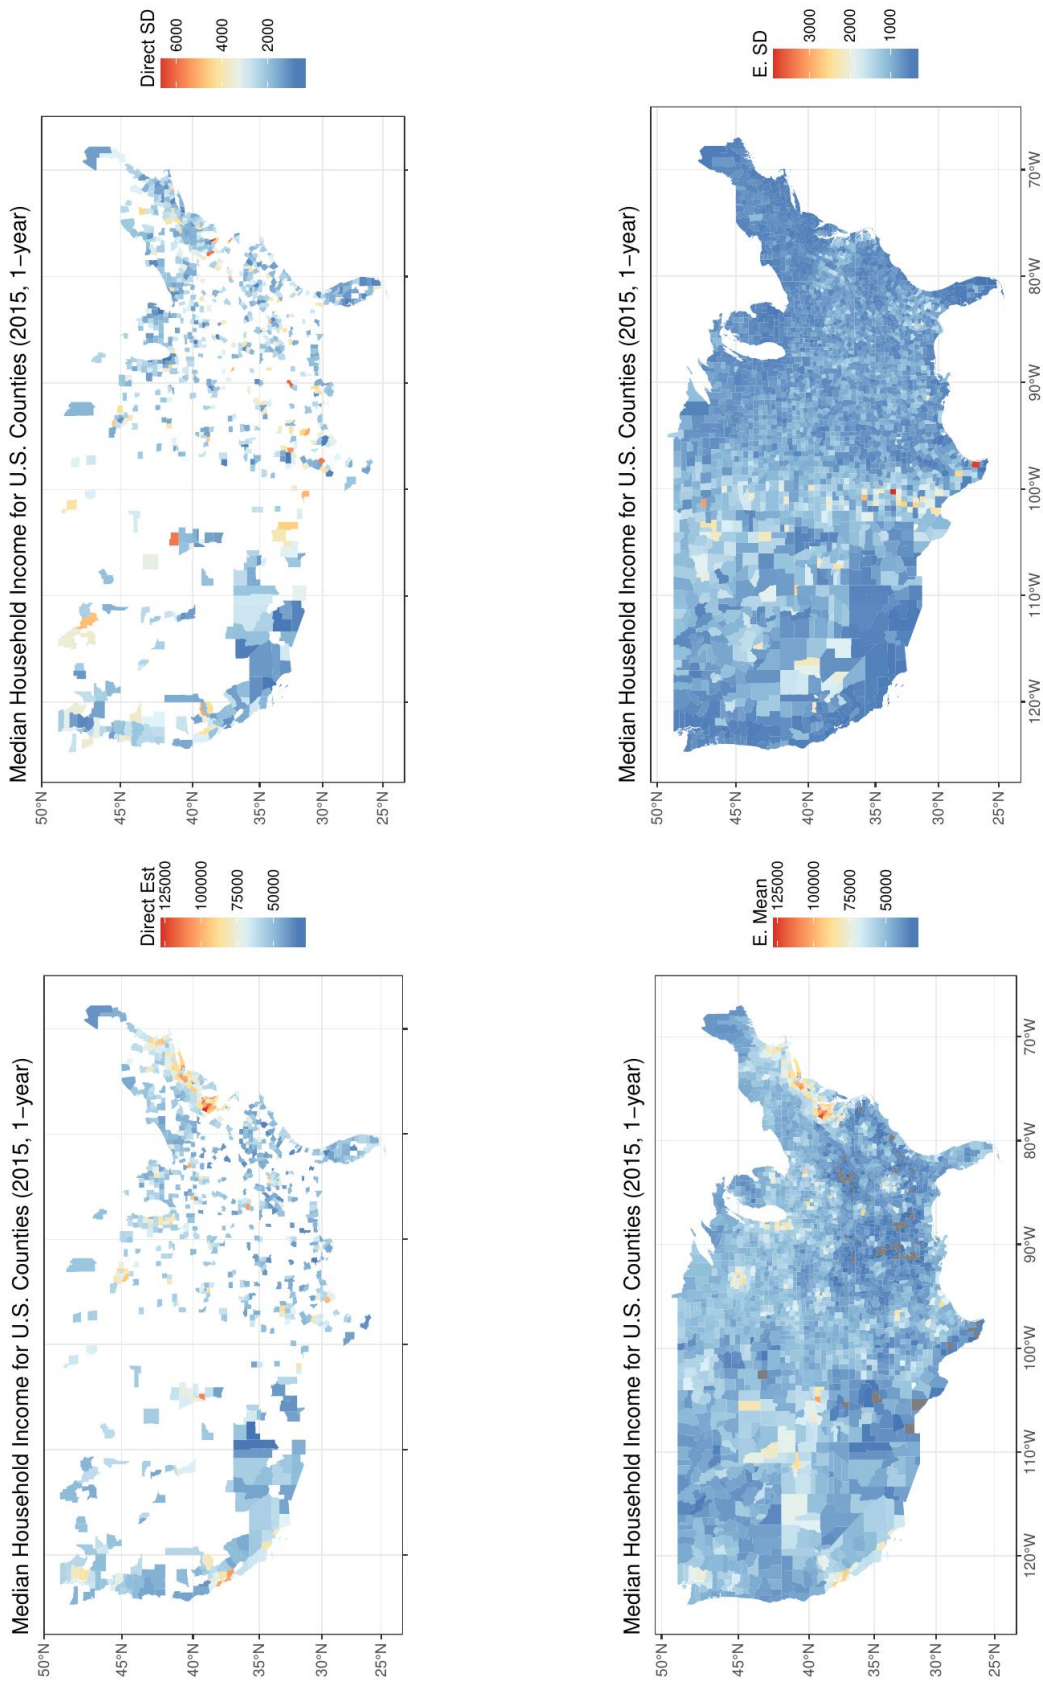 Median Household Income for U.S. Counties (2015, 1−year)
50°N
45°N
40°N
35°N
30°N
25°N
Direct Est
125000
100000
75000
50000
Median Household Income for U.S. Counties (2015, 1−year)
50°N
45°N
40°N
35°N
30°N
25°N
Direct SD
6000
4000
2000
Median Household Income for U.S. Counties (2015, 1−year)
50°N
45°N
40°N
35°N
30°N
25°N
120°W 110°W 100°W 90°W 80°W 70°W
E. Mean
125000
100000
75000
50000
Median Household Income for U.S. Counties (2015, 1−year)
50°N
45°N
40°N
35°N
30°N
25°N
120°W 110°W 100°W 90°W 80°W 70°W
E. SD
3000
2000
1000